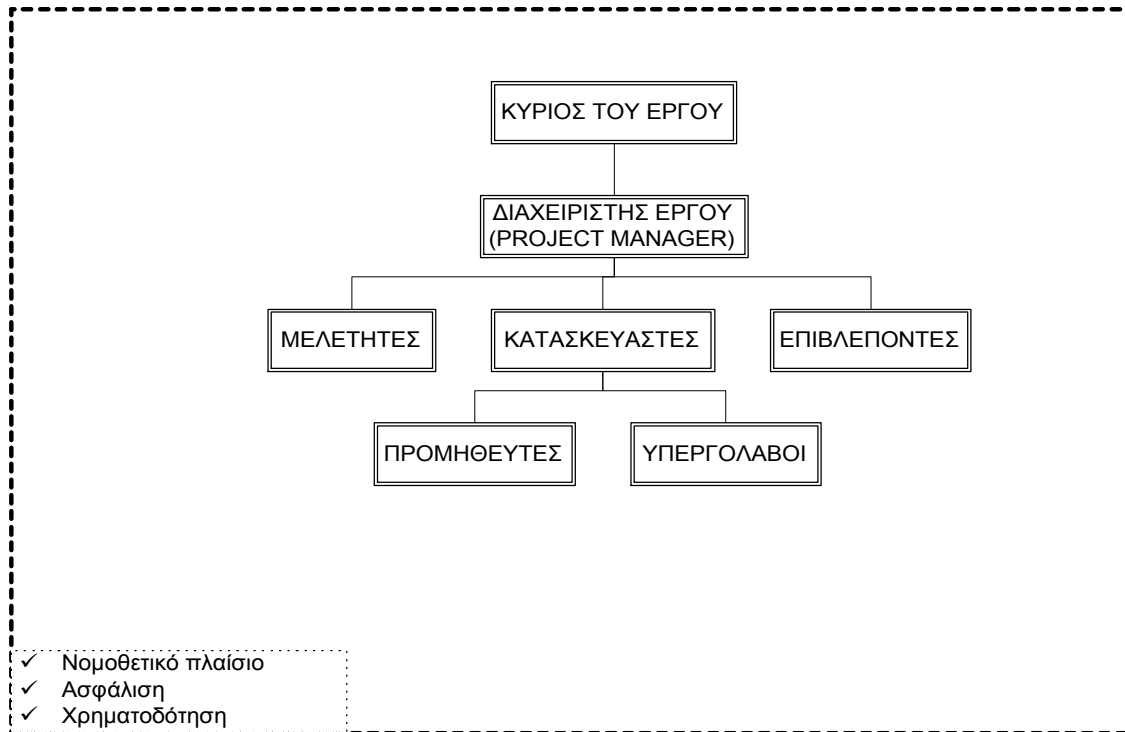 ΚΥΡΙΟΣ ΤΟΥ ΕΡΓΟΥ
ΔΙΑΧΕΙΡΙΣΤΗΣ ΕΡΓΟΥ
(PROJECT MANAGER)
ΜΕΛΕΤΗΤΕΣ
ΚΑΤΑΣΚΕΥΑΣΤΕΣ
ΕΠΙΒΛΕΠΟΝΤΕΣ
ΠΡΟΜΗΘΕΥΤΕΣ
ΥΠΕΡΓΟΛΑΒΟΙ
✓ Νομοθετικό πλαίσιο
✓ Ασφάλιση
✓ Χρηματοδότηση